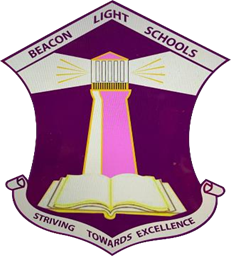 BEACON LIGHT SCHOOLS
STRIVING TOWARDS EXCELLENCE